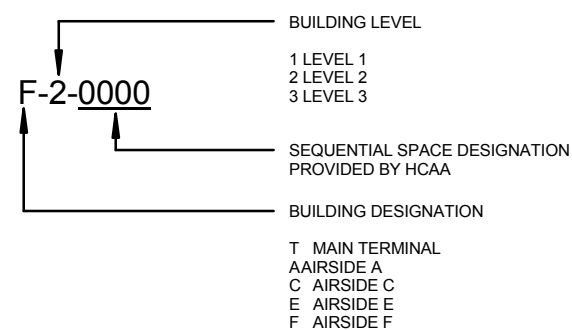 BUILDING LEVEL
1 LEVEL 1
2 LEVEL 2
3 LEVEL 3
F-2-0000
SEQUENTIAL SPACE DESIGNATION
PROVIDED BY HCAA
BUILDING DESIGNATION
T MAIN TERMINAL
AAIRSIDE A
C AIRSIDE C
E AIRSIDE E
F AIRSIDE F